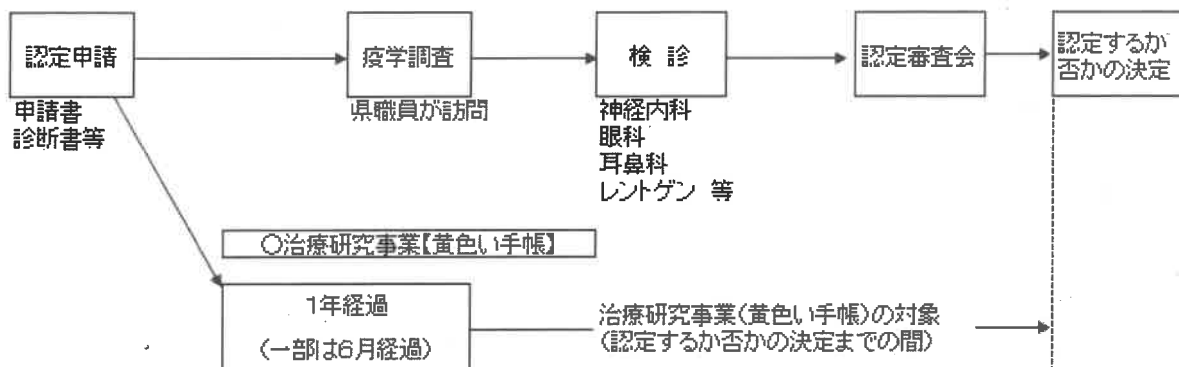 認定申請
申請書
診断書等
疫学調査
県職員が訪問
検 診
神経内科
眼科
耳鼻科
レントゲン 等
認定審査会
認定するか
否かの決定
○治療研究事業【黄色い手帳】
1年経過
(一部は6月経過)
治療研究事業(黄色い手帳)の対象
(認定するか否かの決定までの間)